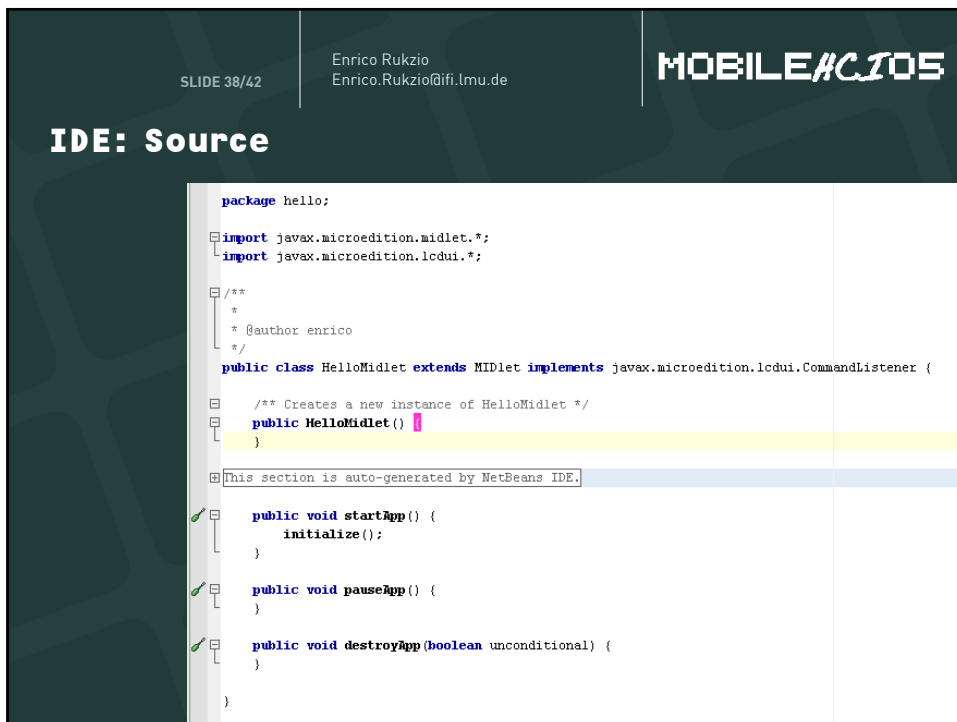 SLIDE 38/42
Enrico Rukzio
Enrico.Rukzio@ifi.lmu.de
MOBILEHCI05
IDE: Source
package hello;
import javax.microedition.midlet.*;
import javax.microedition.lcdui.*;
/**
 *
 * @author enrico
 */
public class HelloMidlet extends MIDlet implements javax.microedition.lcdui.CommandListener {
    /** Creates a new instance of HelloMidlet */
    public HelloMidlet() {
    }
This section is auto-generated by NetBeans IDE.
    public void startApp() {
        initialize();
    }
    public void pauseApp() {
    }
    public void destroyApp(boolean unconditional) {
    }
}